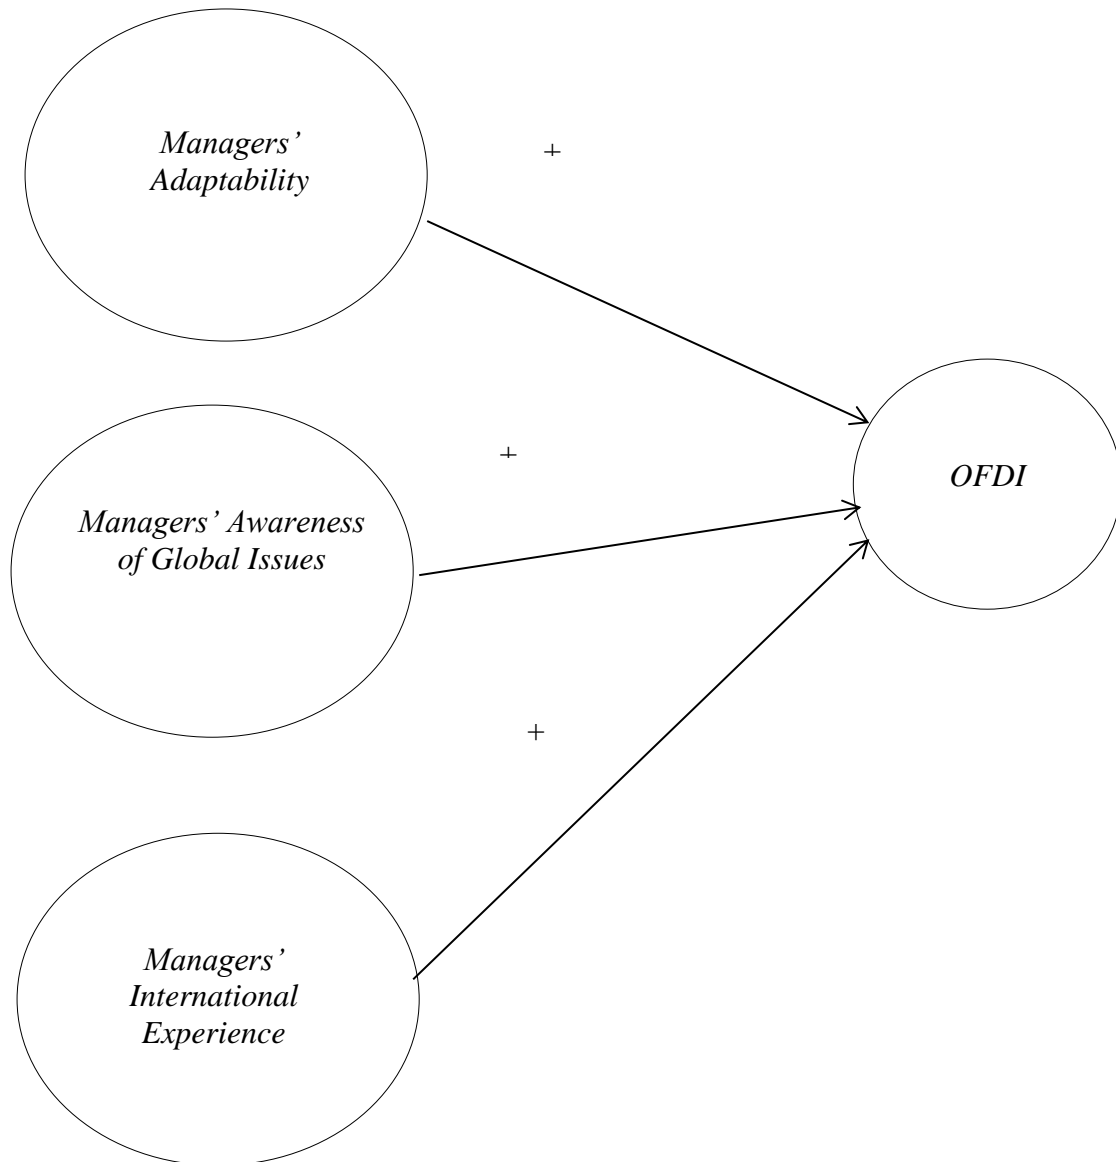 Managers’
Adaptability
+
Managers’ Awareness
of Global Issues
+
OFDI
+
Managers’
International
Experience